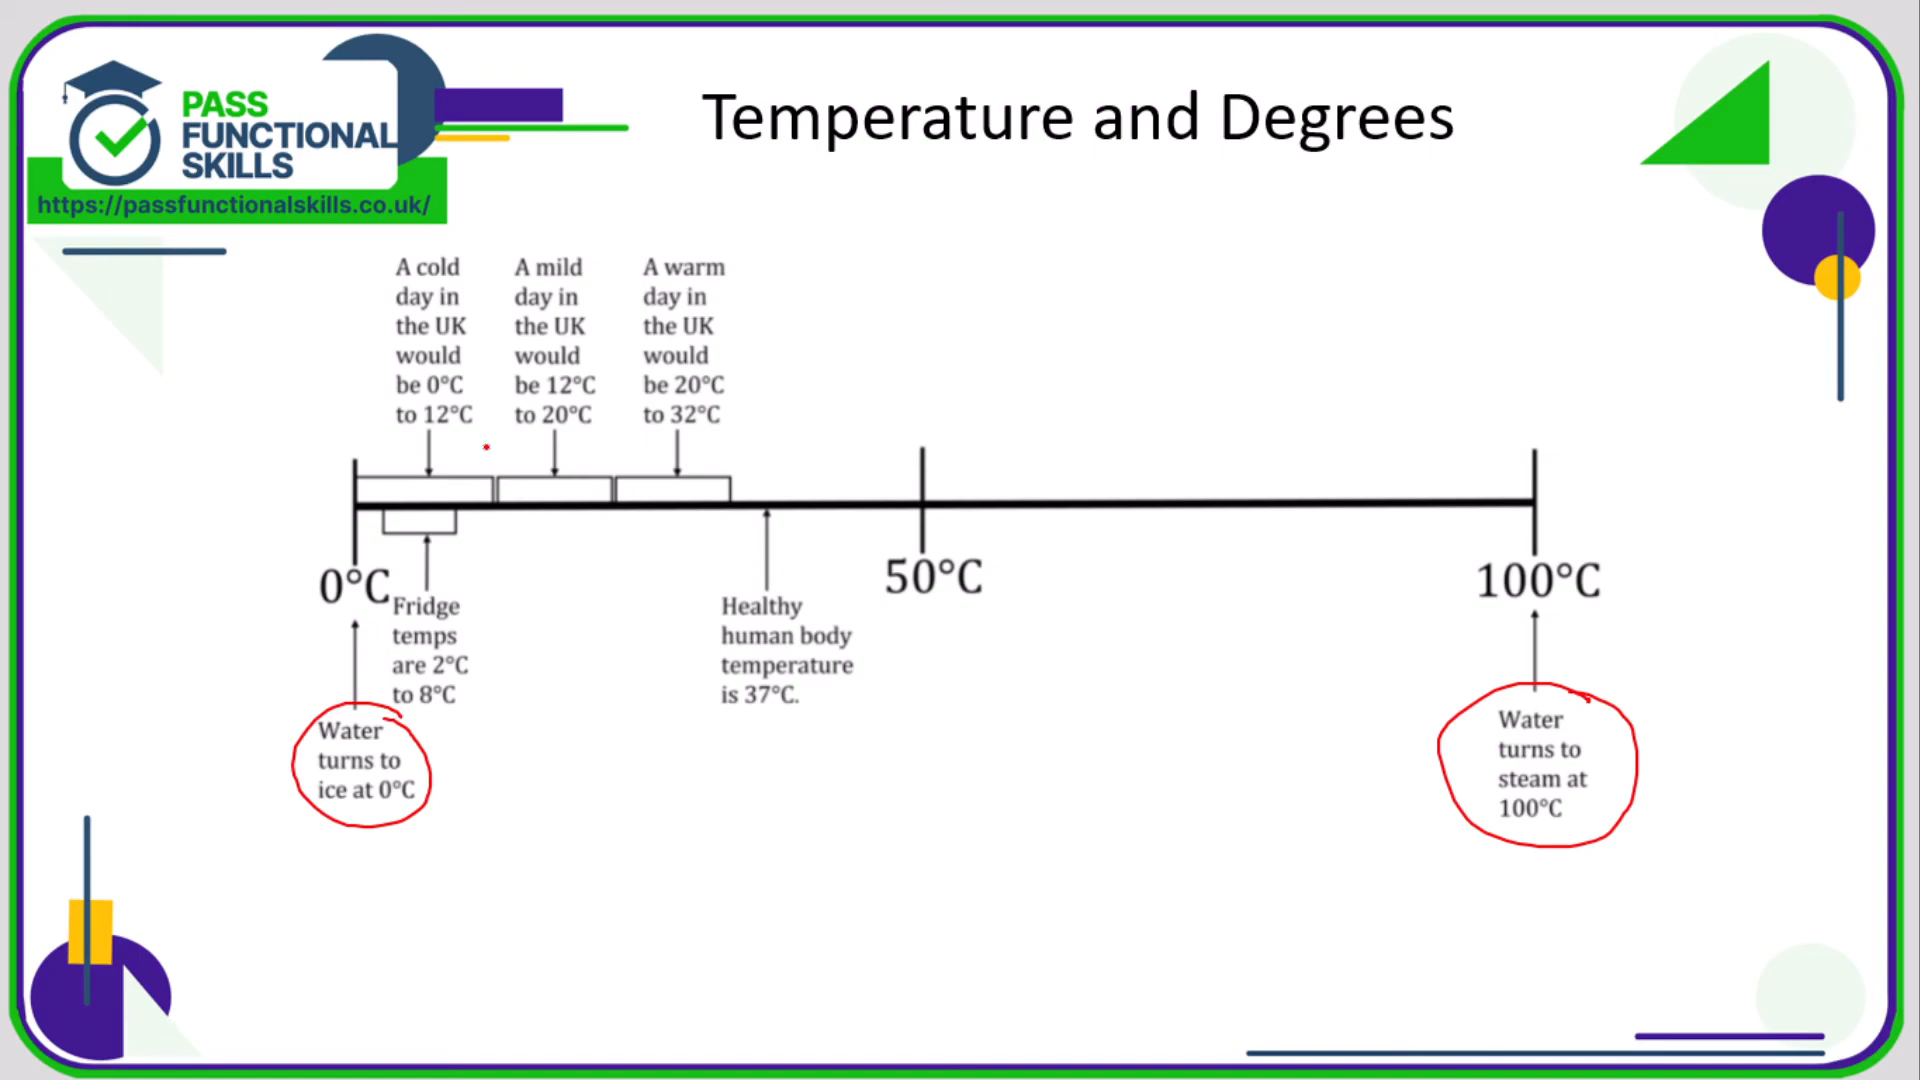 PASS
FUNCTIONAL
SKILLS
https://passfunctionalskills.co.uk/
Temperature and Degrees
A cold
day in
the UK
would
be 0°C
to 12°C
A mild
day in
the UK
would
be 12°C
to 20°C
A warm
day in
the UK
would
be 20°C
to 32°C
0°C
50°C
100°C
Fridge
temps
are 2°C
to 8°C
Healthy
human body
temperature
is 37°C.
Water
turns to
ice at 0°C
Water
turns to
steam at
100°C